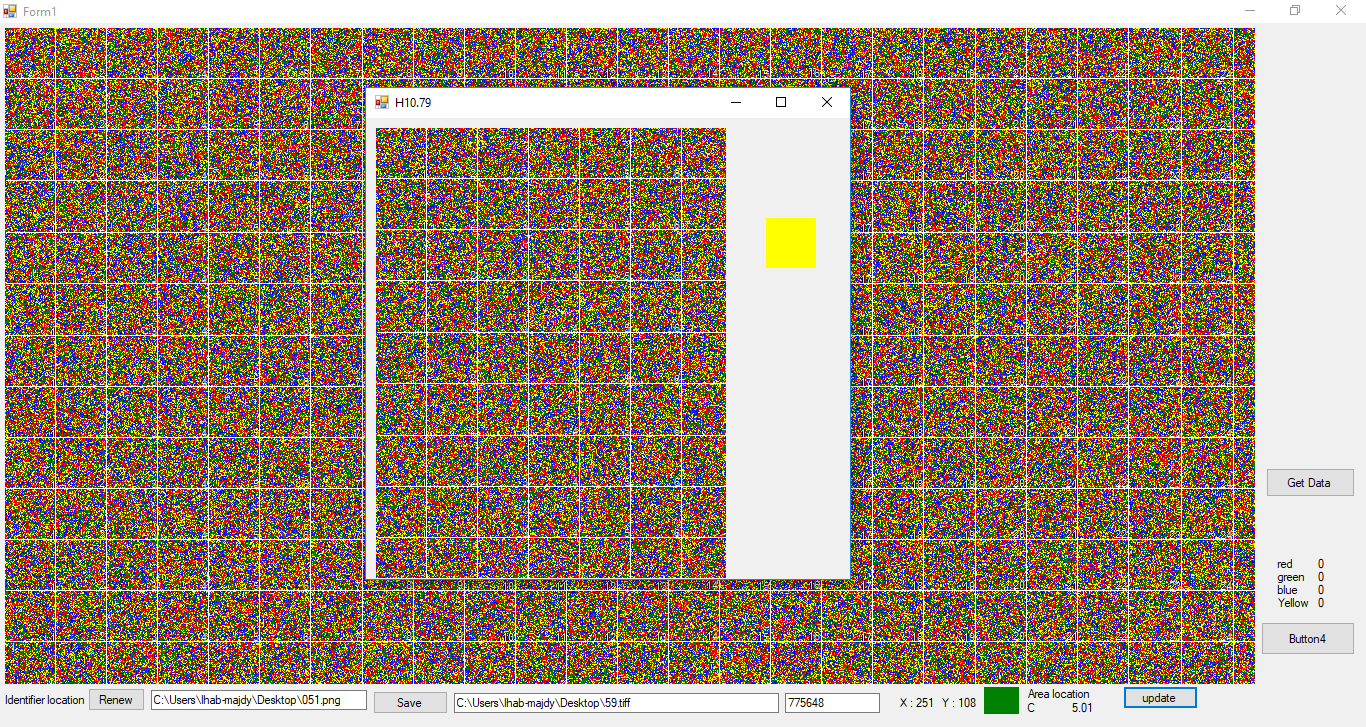 Form1
H10.79
Get Data
red 0
green 0
blue 0
Yellow 0
Button4
Identifier location Renew C:\Users\Ihab-majdy\Desktop\051.png Save C:\Users\Ihab-majdy\Desktop\59.tiff 775648 X : 251 Y : 108 Area location update
C 5.01